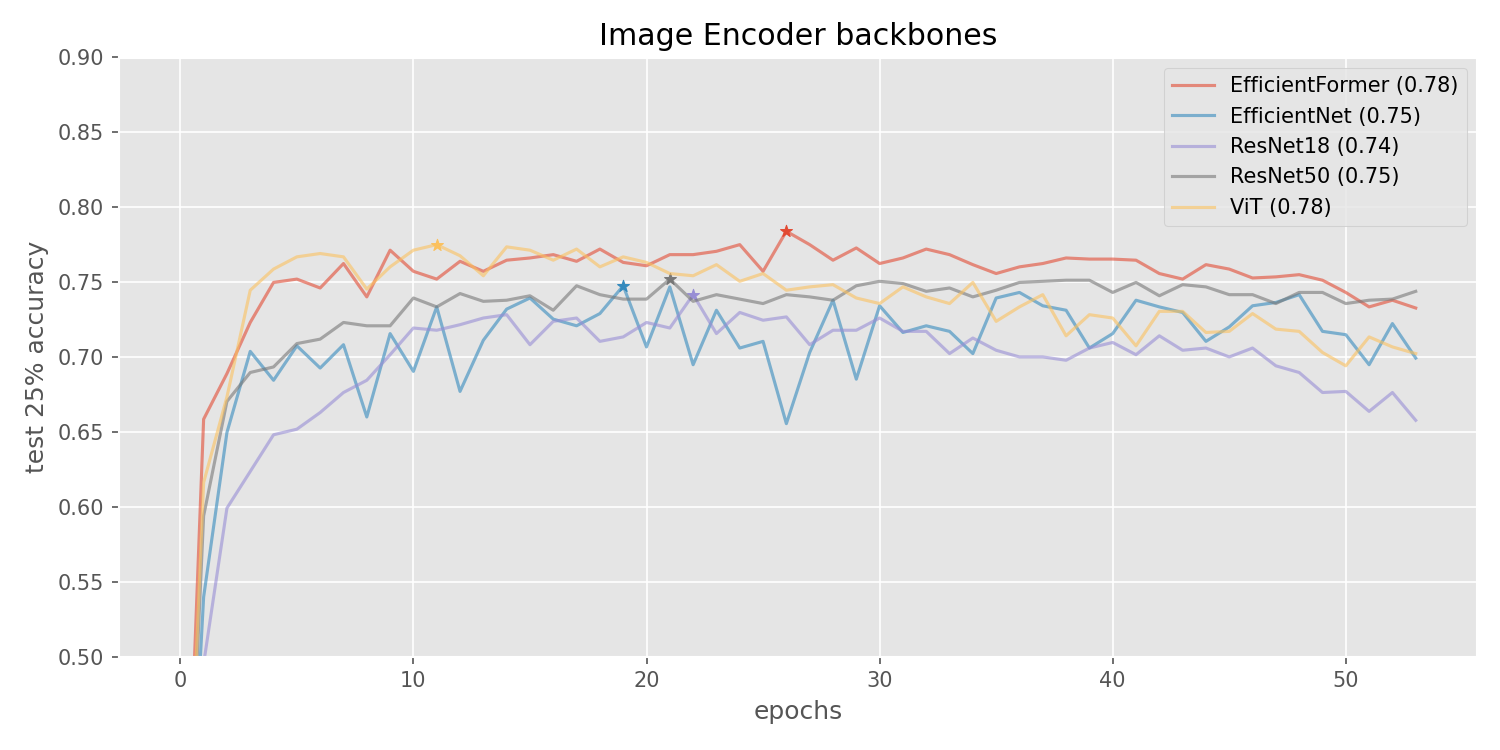 Image Encoder backbones
0.90
0.85
0.80
0.75
0.70
0.65
0.60
0.55
0.50
test 25% accuracy
EfficientFormer (0.78)
EfficientNet (0.75)
ResNet18 (0.74)
ResNet50 (0.75)
ViT (0.78)
0 10 20 30 40 50
epochs